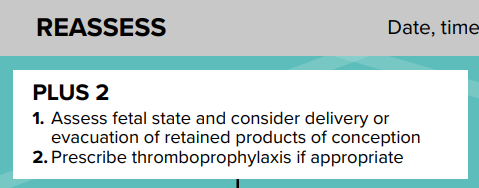 REASSESS
Date, time
PLUS 2
1. Assess fetal state and consider delivery or
evacuation of retained products of conception
2. Prescribe thromboprophylaxis if appropriate